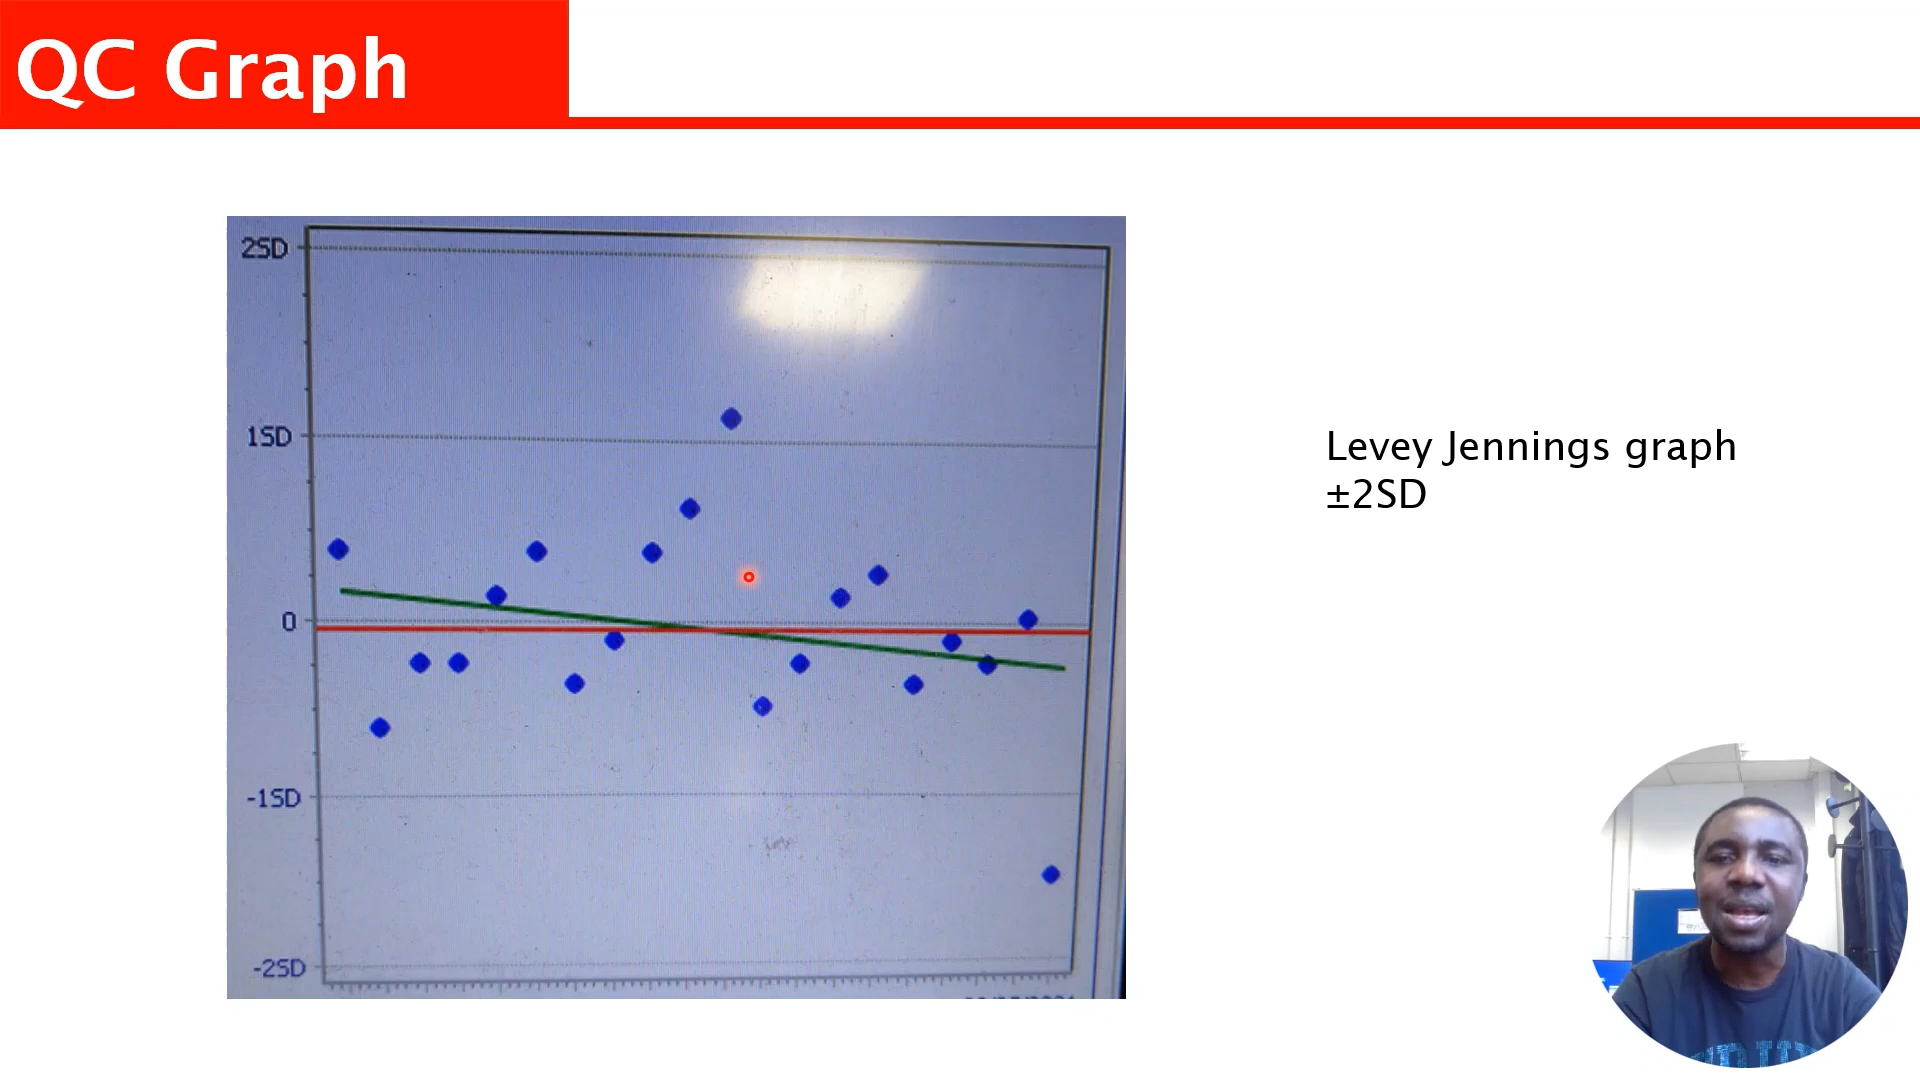 QC Graph
2SD
1SD
0
-1SD
-2SD
Levey Jennings graph
±2SD